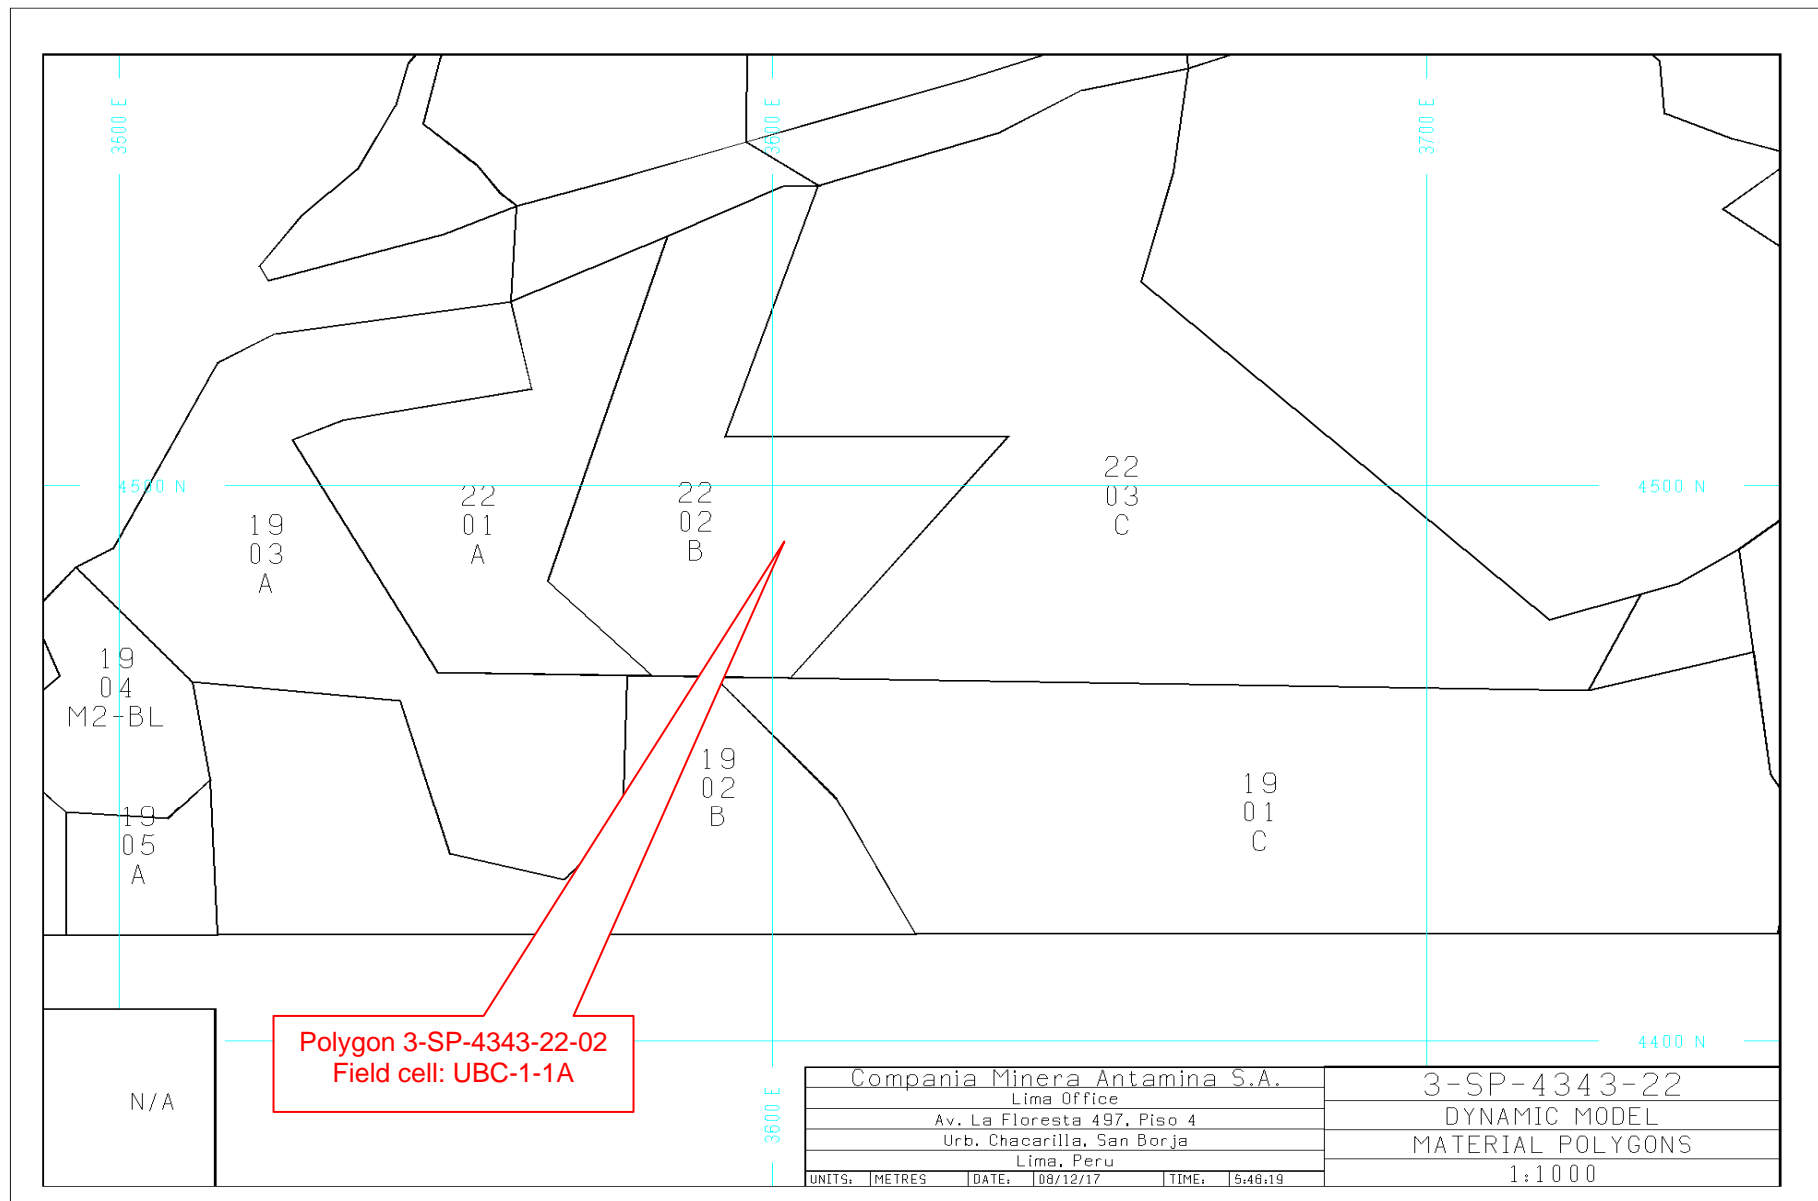 3500 E
3600 E
3700 E
4500 N
4500 N
22
01
A
22
02
B
22
03
C
19
03
A
19
04
M2-BL
19
05
A
19
02
B
19
01
C
Polygon 3-SP-4343-22-02
Field cell: UBC-1-1A
4400 N
N/A
3600 E
Compania Minera Antamina S.A.
Lima Office
Av. La Floresta 497, Piso 4
Urb. Chacarilla, San Borja
Lima, Peru
UNITS: METRES DATE: 08/12/17 TIME: 5:46:19
3-SP-4343-22
DYNAMIC MODEL
MATERIAL POLYGONS
1:1000